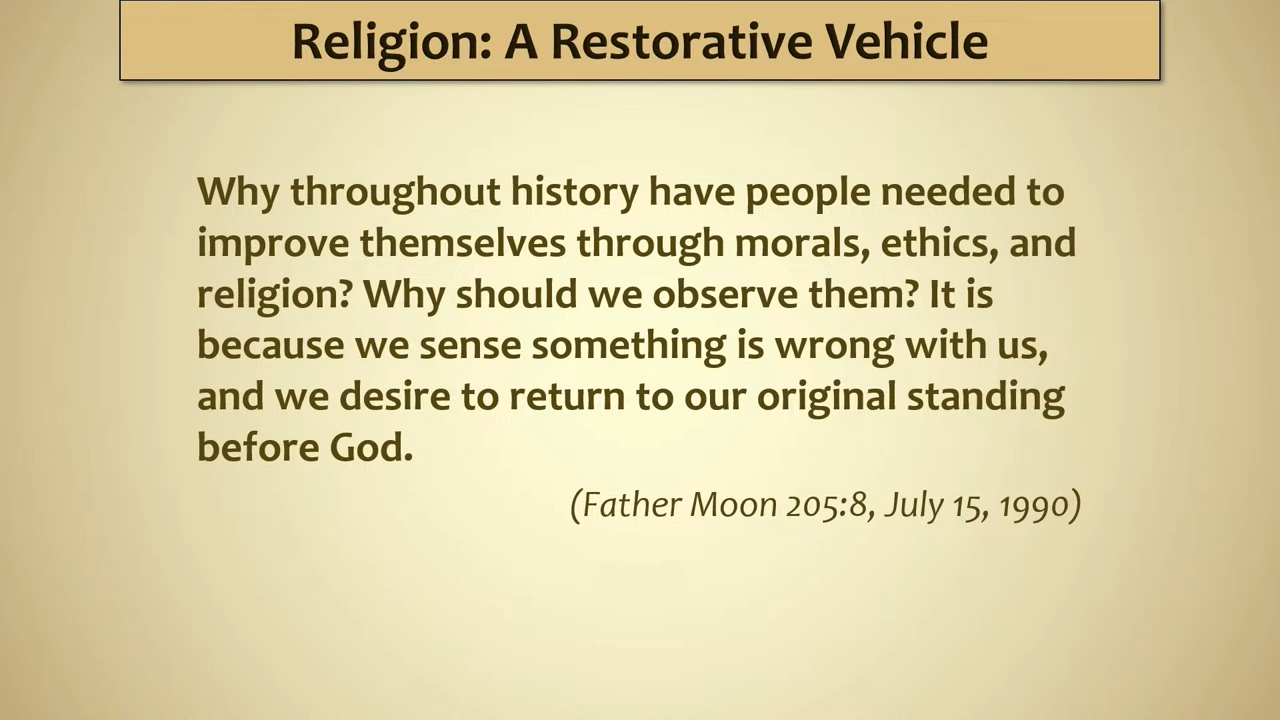 Religion: A Restorative Vehicle
Why throughout history have people needed to
improve themselves through morals, ethics, and
religion? Why should we observe them? It is
because we sense something is wrong with us,
and we desire to return to our original standing
before God.
(Father Moon 205:8, July 15, 1990)